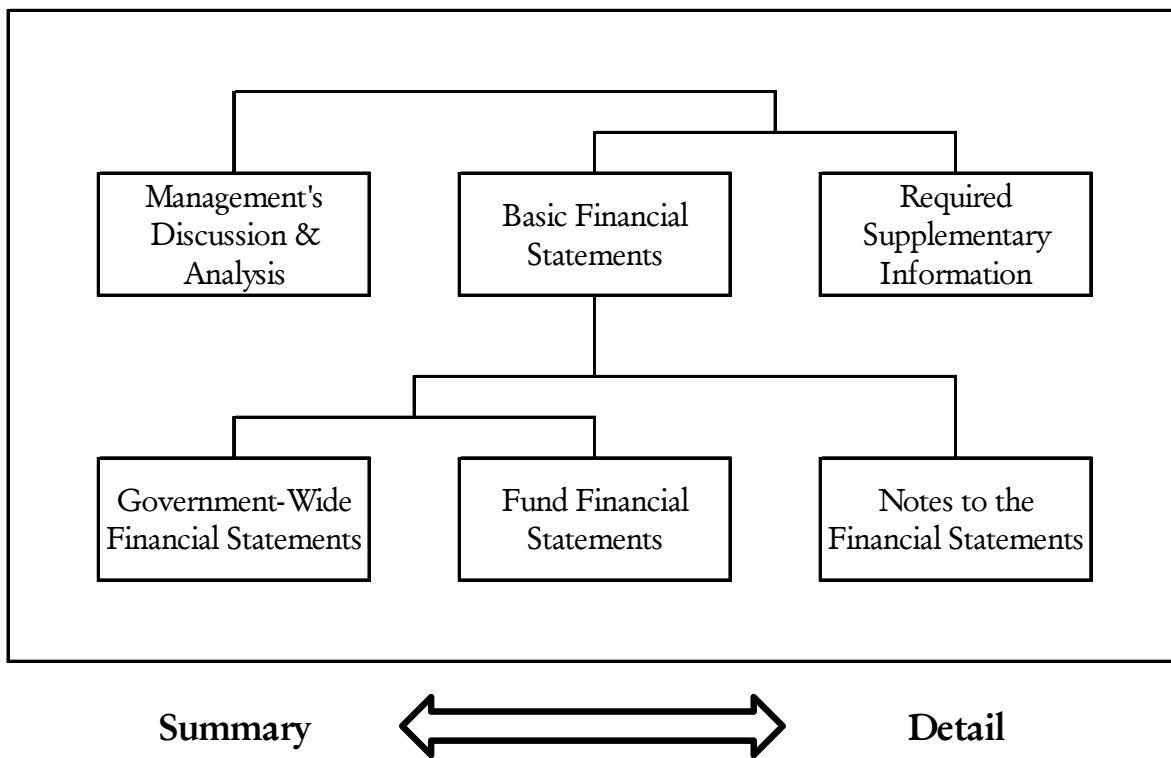 Management's
Discussion &
Analysis
Basic Financial
Statements
Required
Supplementary
Information
Government-Wide
Financial Statements
Fund Financial
Statements
Notes to the
Financial Statements
Summary
Detail